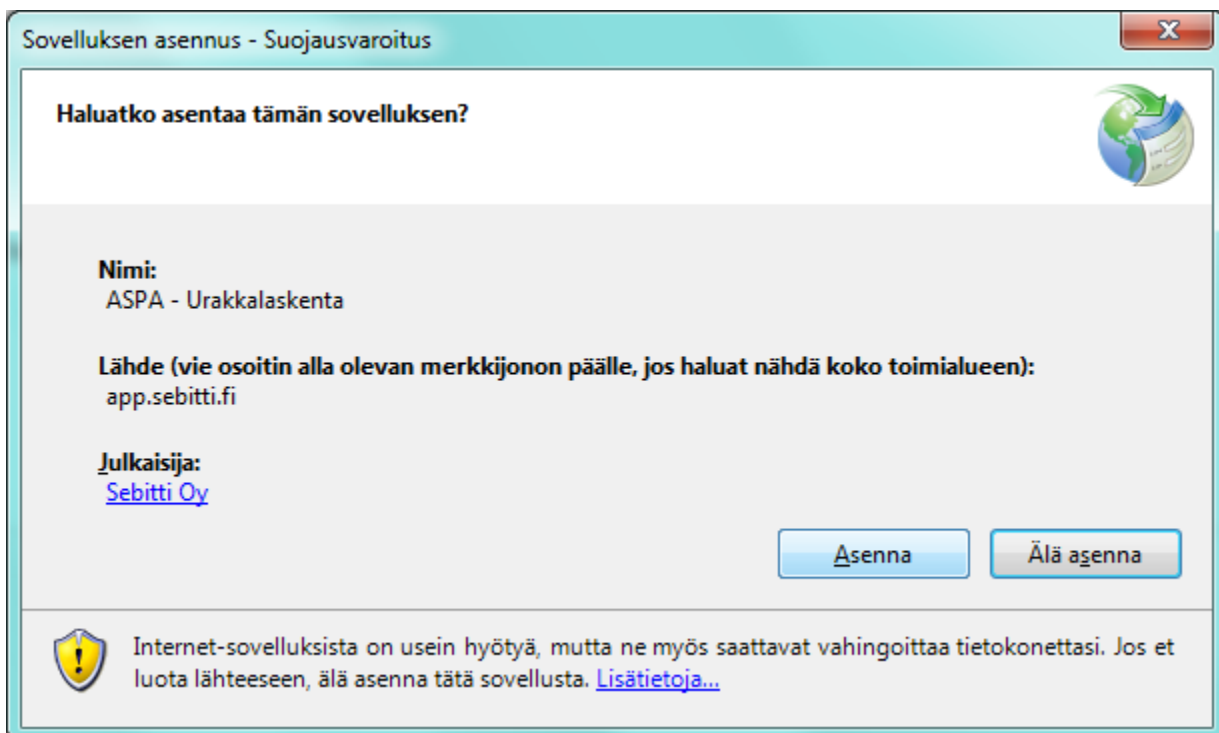 Sovelluksen asennus - Suojausvaroitus
Haluatko asentaa tämän sovelluksen?
Nimi:
ASPA - Urakkalaskenta
Lähde (vie osoitin alla olevan merkkijonon päälle, jos haluat nähdä koko toimialueen):
app.sebitti.fi
Julkaisija:
Sebitti Oy
Asenna
Älä asenna
Internet-sovelluksista on usein hyötyä, mutta ne myös saattavat vahingoittaa tietokonettasi. Jos et
luota lähteeseen, älä asenna tätä sovellusta. Lisätietoja...